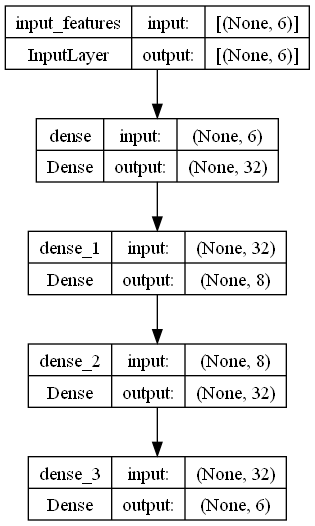 input_features input: [(None, 6)]
InputLayer output: [(None, 6)]
dense input: (None, 6)
Dense output: (None, 32)
dense_1 input: (None, 32)
Dense output: (None, 8)
dense_2 input: (None, 8)
Dense output: (None, 32)
dense_3 input: (None, 32)
Dense output: (None, 6)